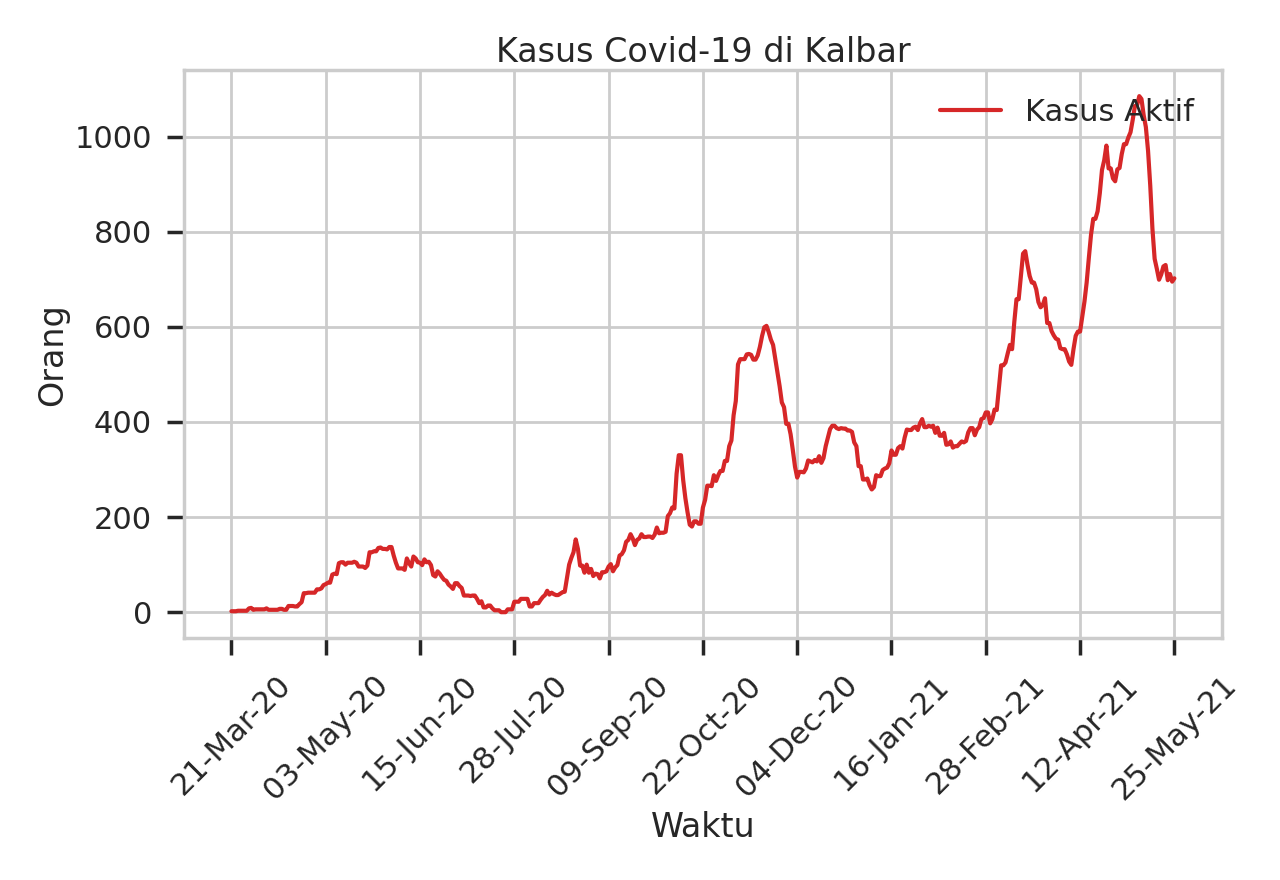 Kasus Covid-19 di Kalbar
Kasus Aktif
1000
800
600
400
200
0
Orang
21-Mar-20
03-May-20
15-Jun-20
28-Jul-20
09-Sep-20
22-Oct-20
04-Dec-20
16-Jan-21
28-Feb-21
12-Apr-21
25-May-21
Waktu